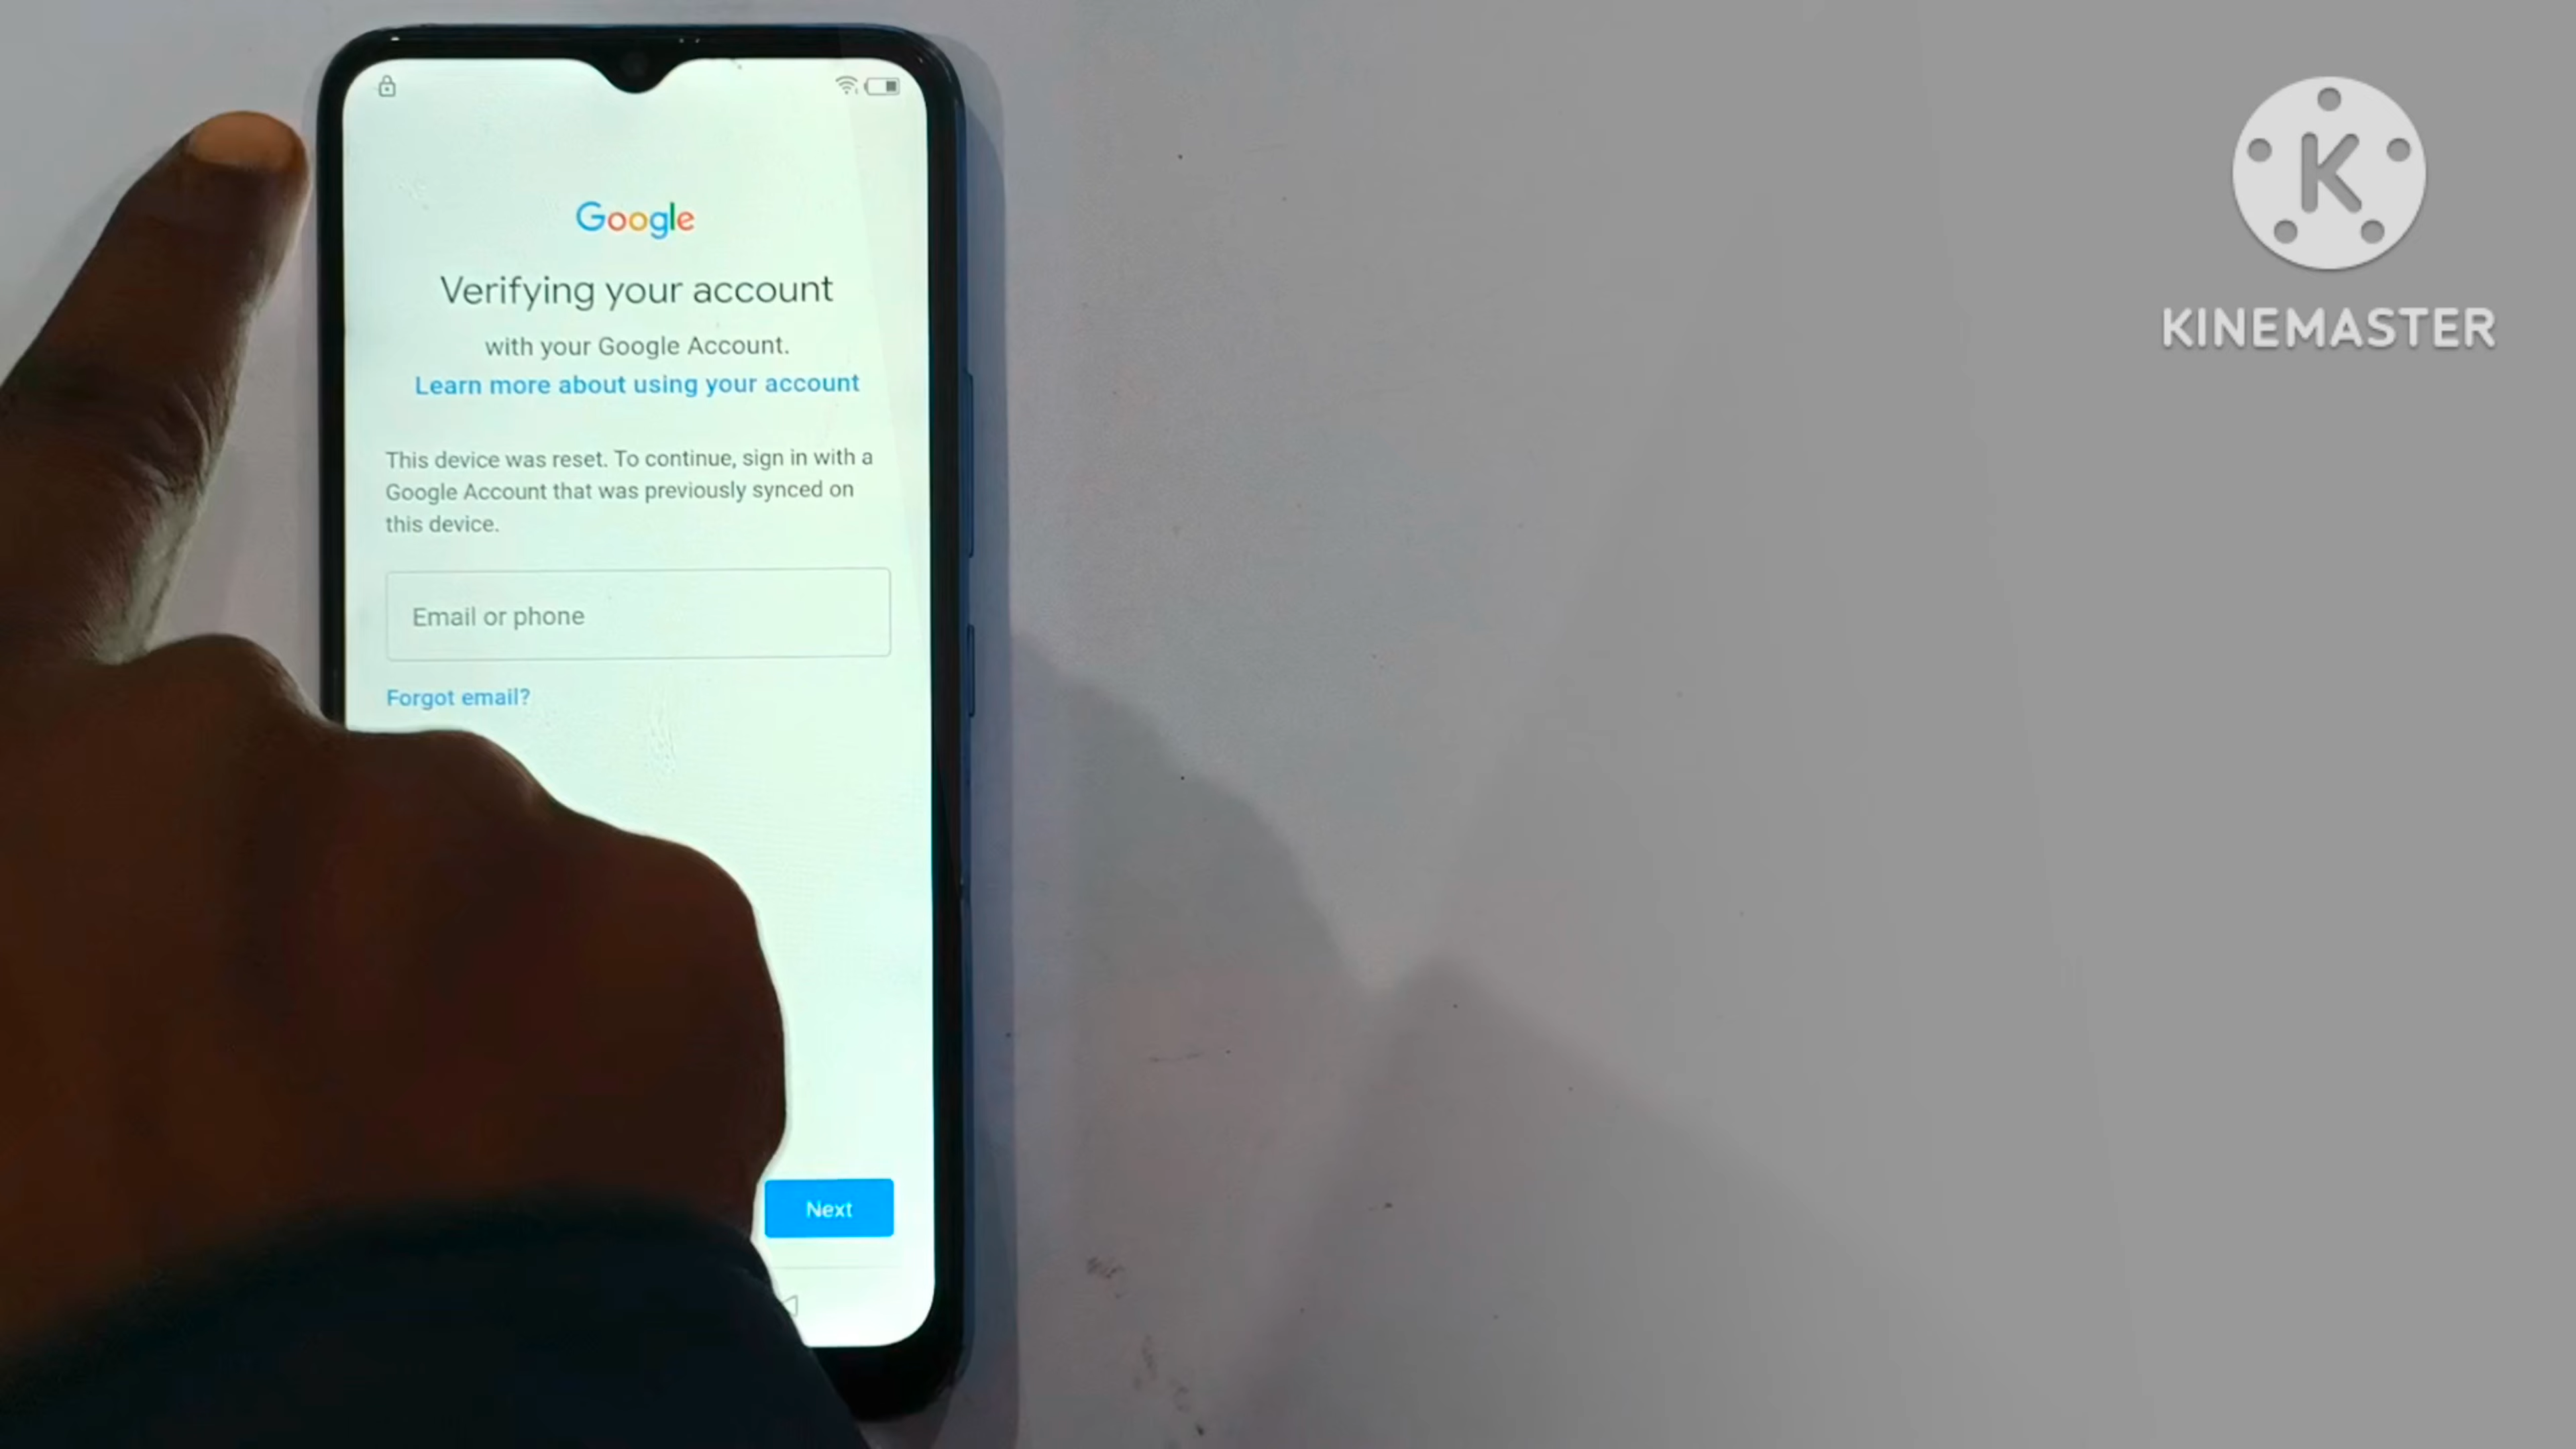 Google
Verifying your account
with your Google Account.
Learn more about using your account
This device was reset. To continue, sign in with a
Google Account that was previously synced on
this device.
Email or phone
Forgot email?
Next
K
KINEMASTER